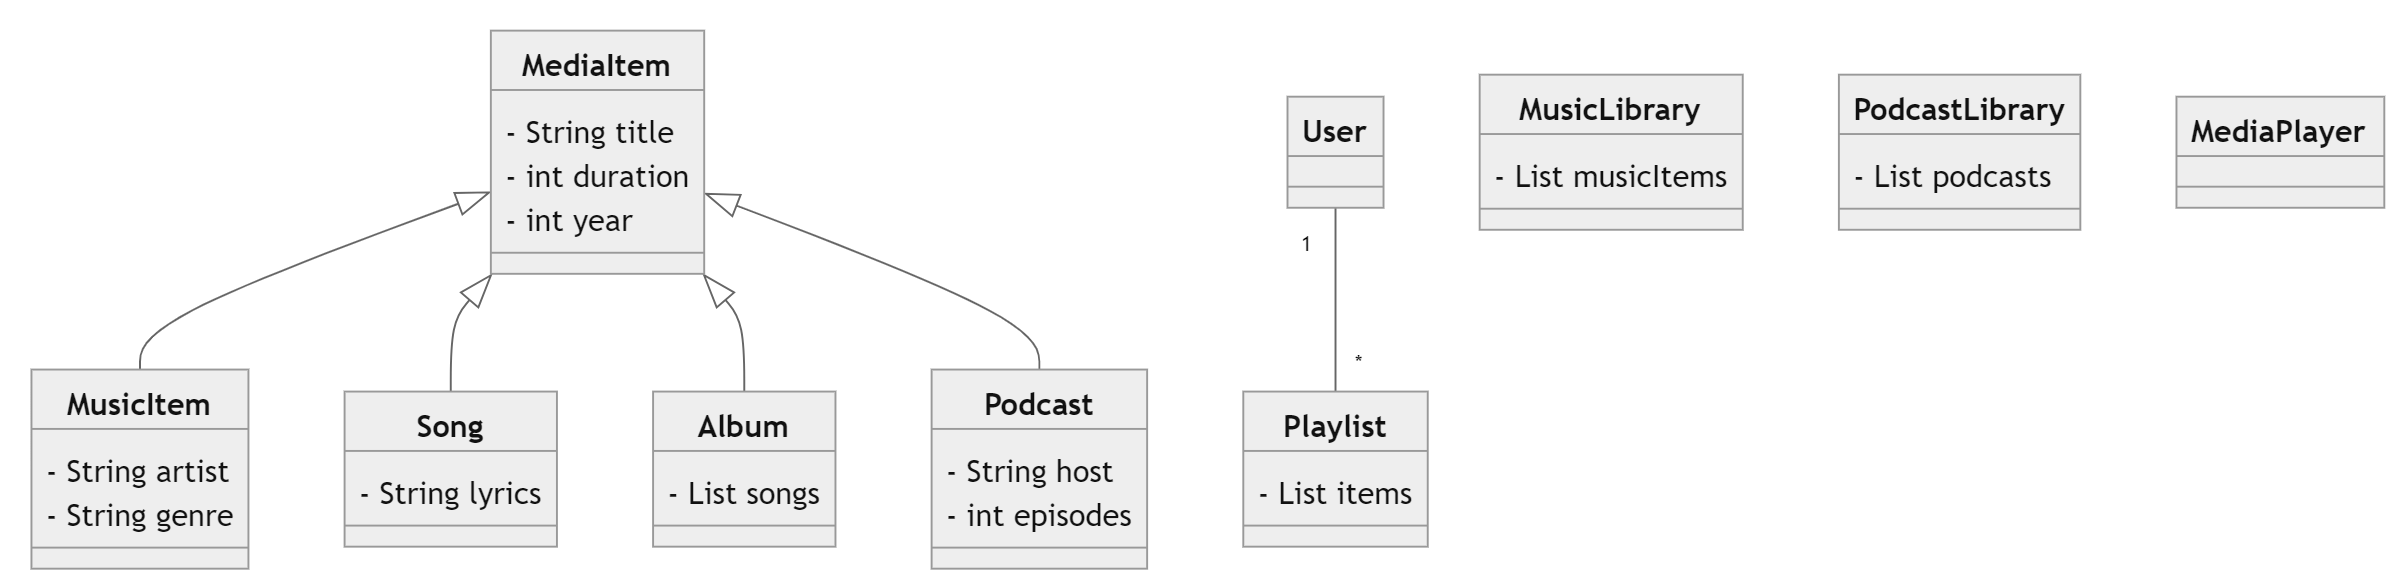 MediaItem
- String title
- int duration
- int year
MusicItem
- String artist
- String genre
Song
- String lyrics
Album
- List songs
Podcast
- String host
- int episodes
User
1
*
Playlist
- List items
MusicLibrary
- List musicItems
PodcastLibrary
- List podcasts
MediaPlayer